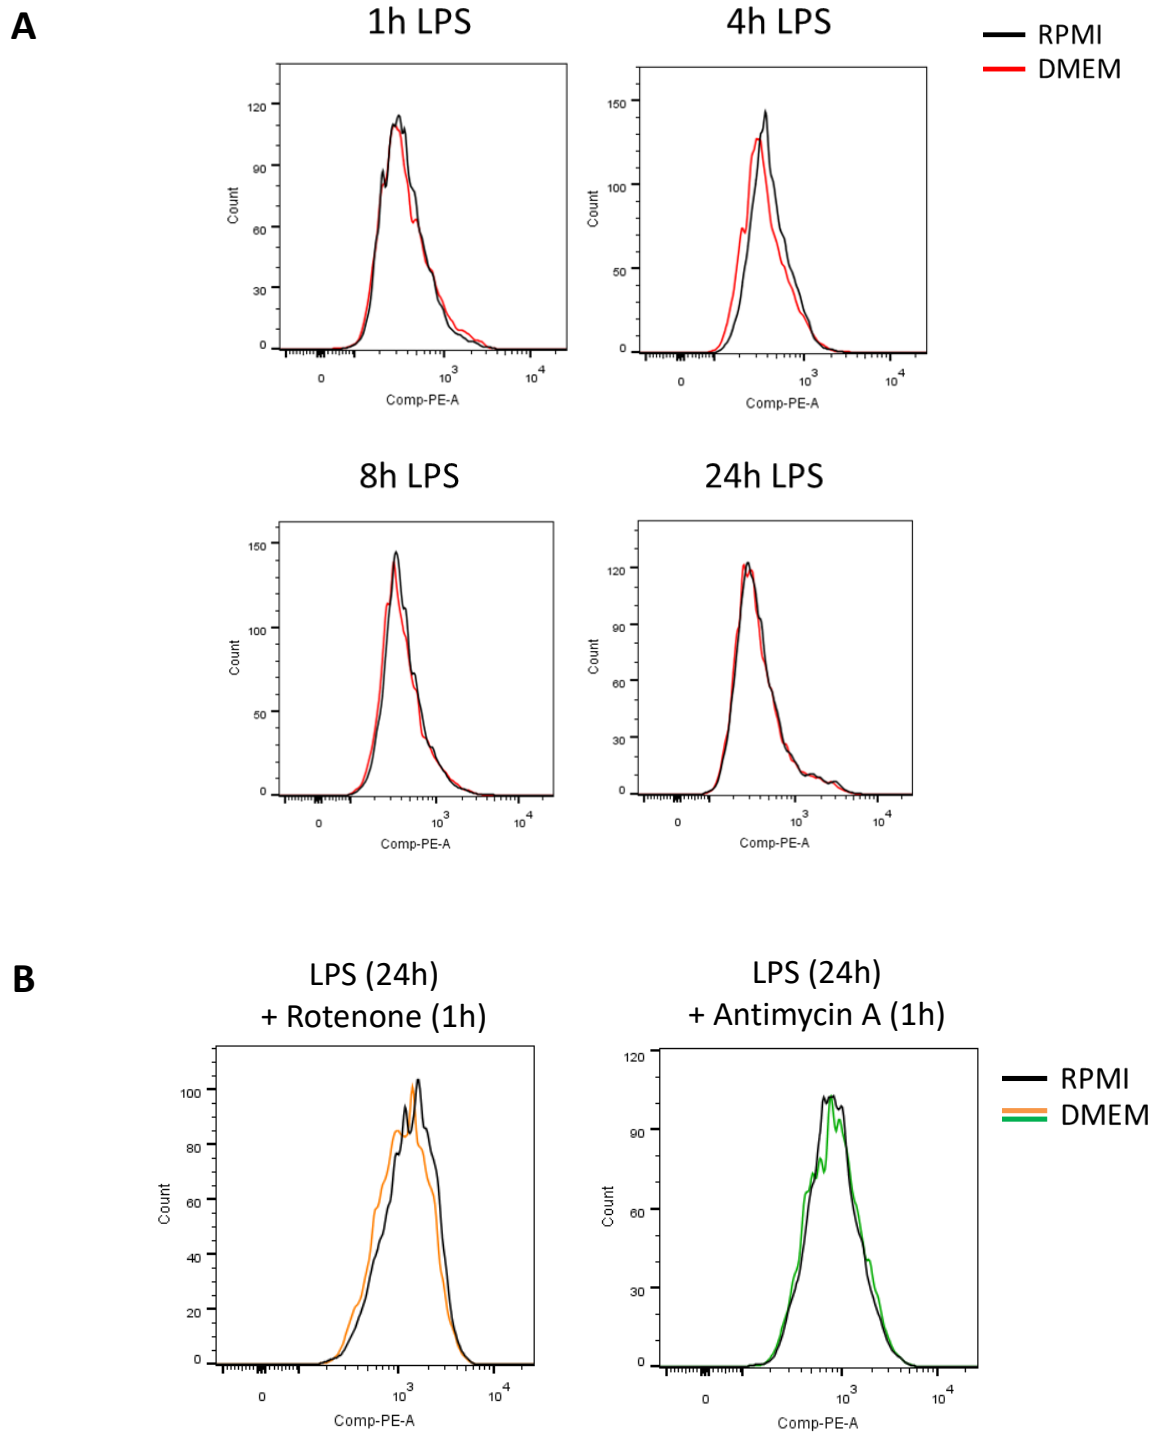 A
1h LPS
4h LPS
RPMI
DMEM
120
90
60
30
0
Count
0
10^3
10^4
Comp-PE-A
150
100
50
0
Count
0
10^3
10^4
Comp-PE-A
8h LPS
24h LPS
150
100
50
0
Count
0
10^3
10^4
Comp-PE-A
120
90
60
30
0
Count
0
10^3
10^4
Comp-PE-A
B
LPS (24h)
+ Rotenone (1h)
LPS (24h)
+ Antimycin A (1h)
RPMI
DMEM
100
80
60
40
20
0
Count
0
10^3
10^4
Comp-PE-A
120
90
60
30
0
Count
0
10^3
10^4
Comp-PE-A